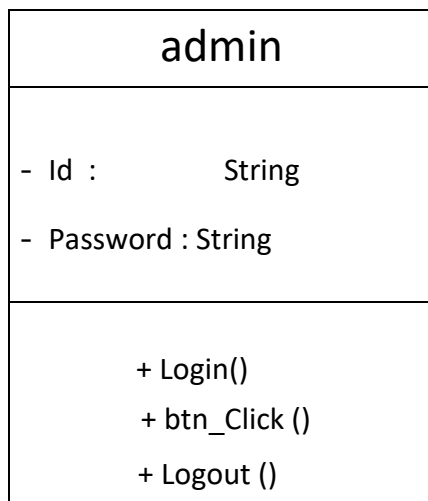 admin
- Id : String
- Password : String
+ Login()
+ btn_Click ()
+ Logout ()